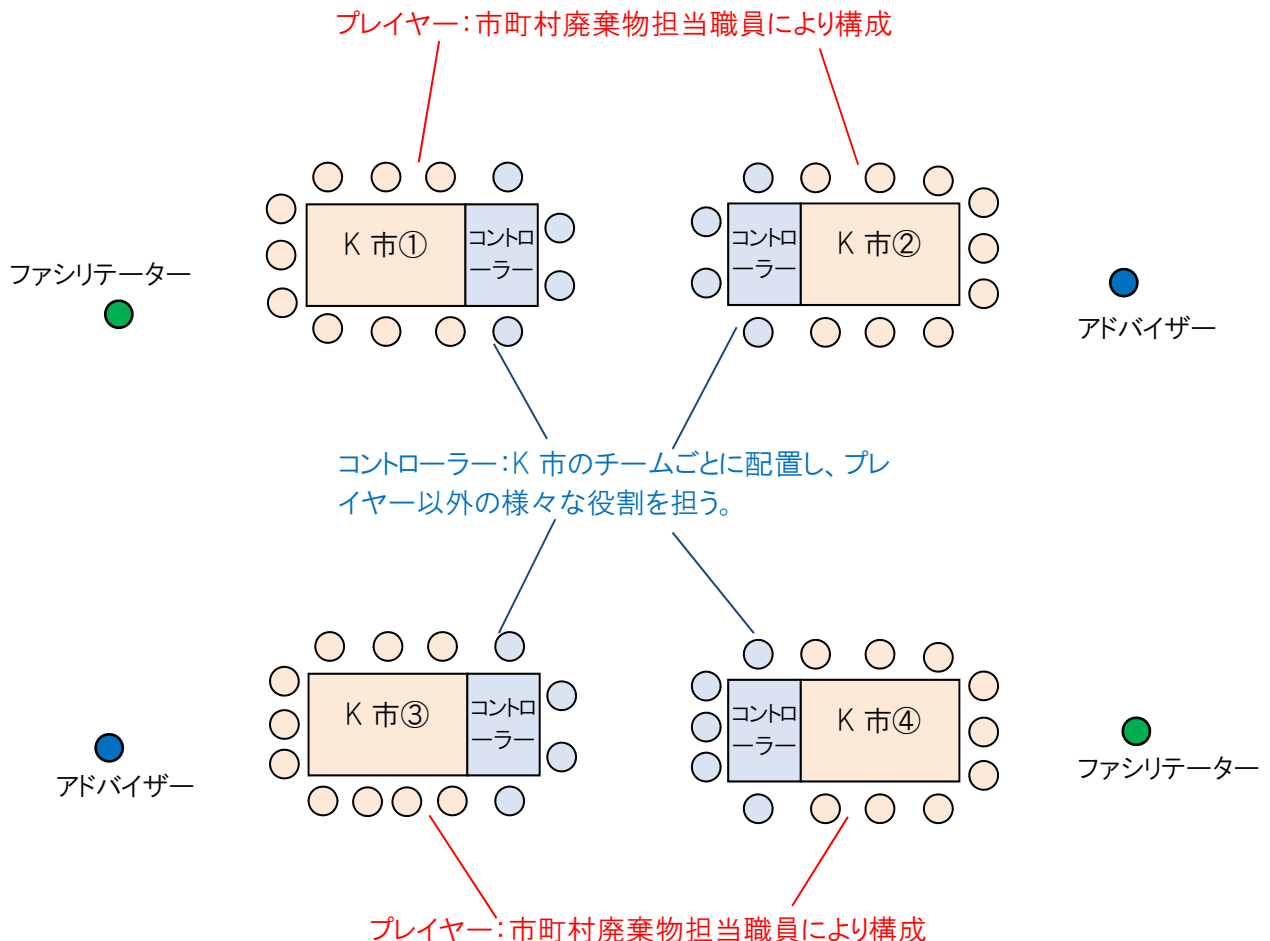 プレイヤー：市町村廃棄物担当職員により構成
K 市①
コントロ
ーラー
コントロ
ーラー
K 市②
ファシリテーター
アドバイザー
コントローラー：K 市のチームごとに配置し、プレ
イヤー以外の様々な役割を担う。
K 市③
コントロ
ーラー
コントロ
ーラー
K 市④
アドバイザー
ファシリテーター
プレイヤー：市町村廃棄物担当職員により構成